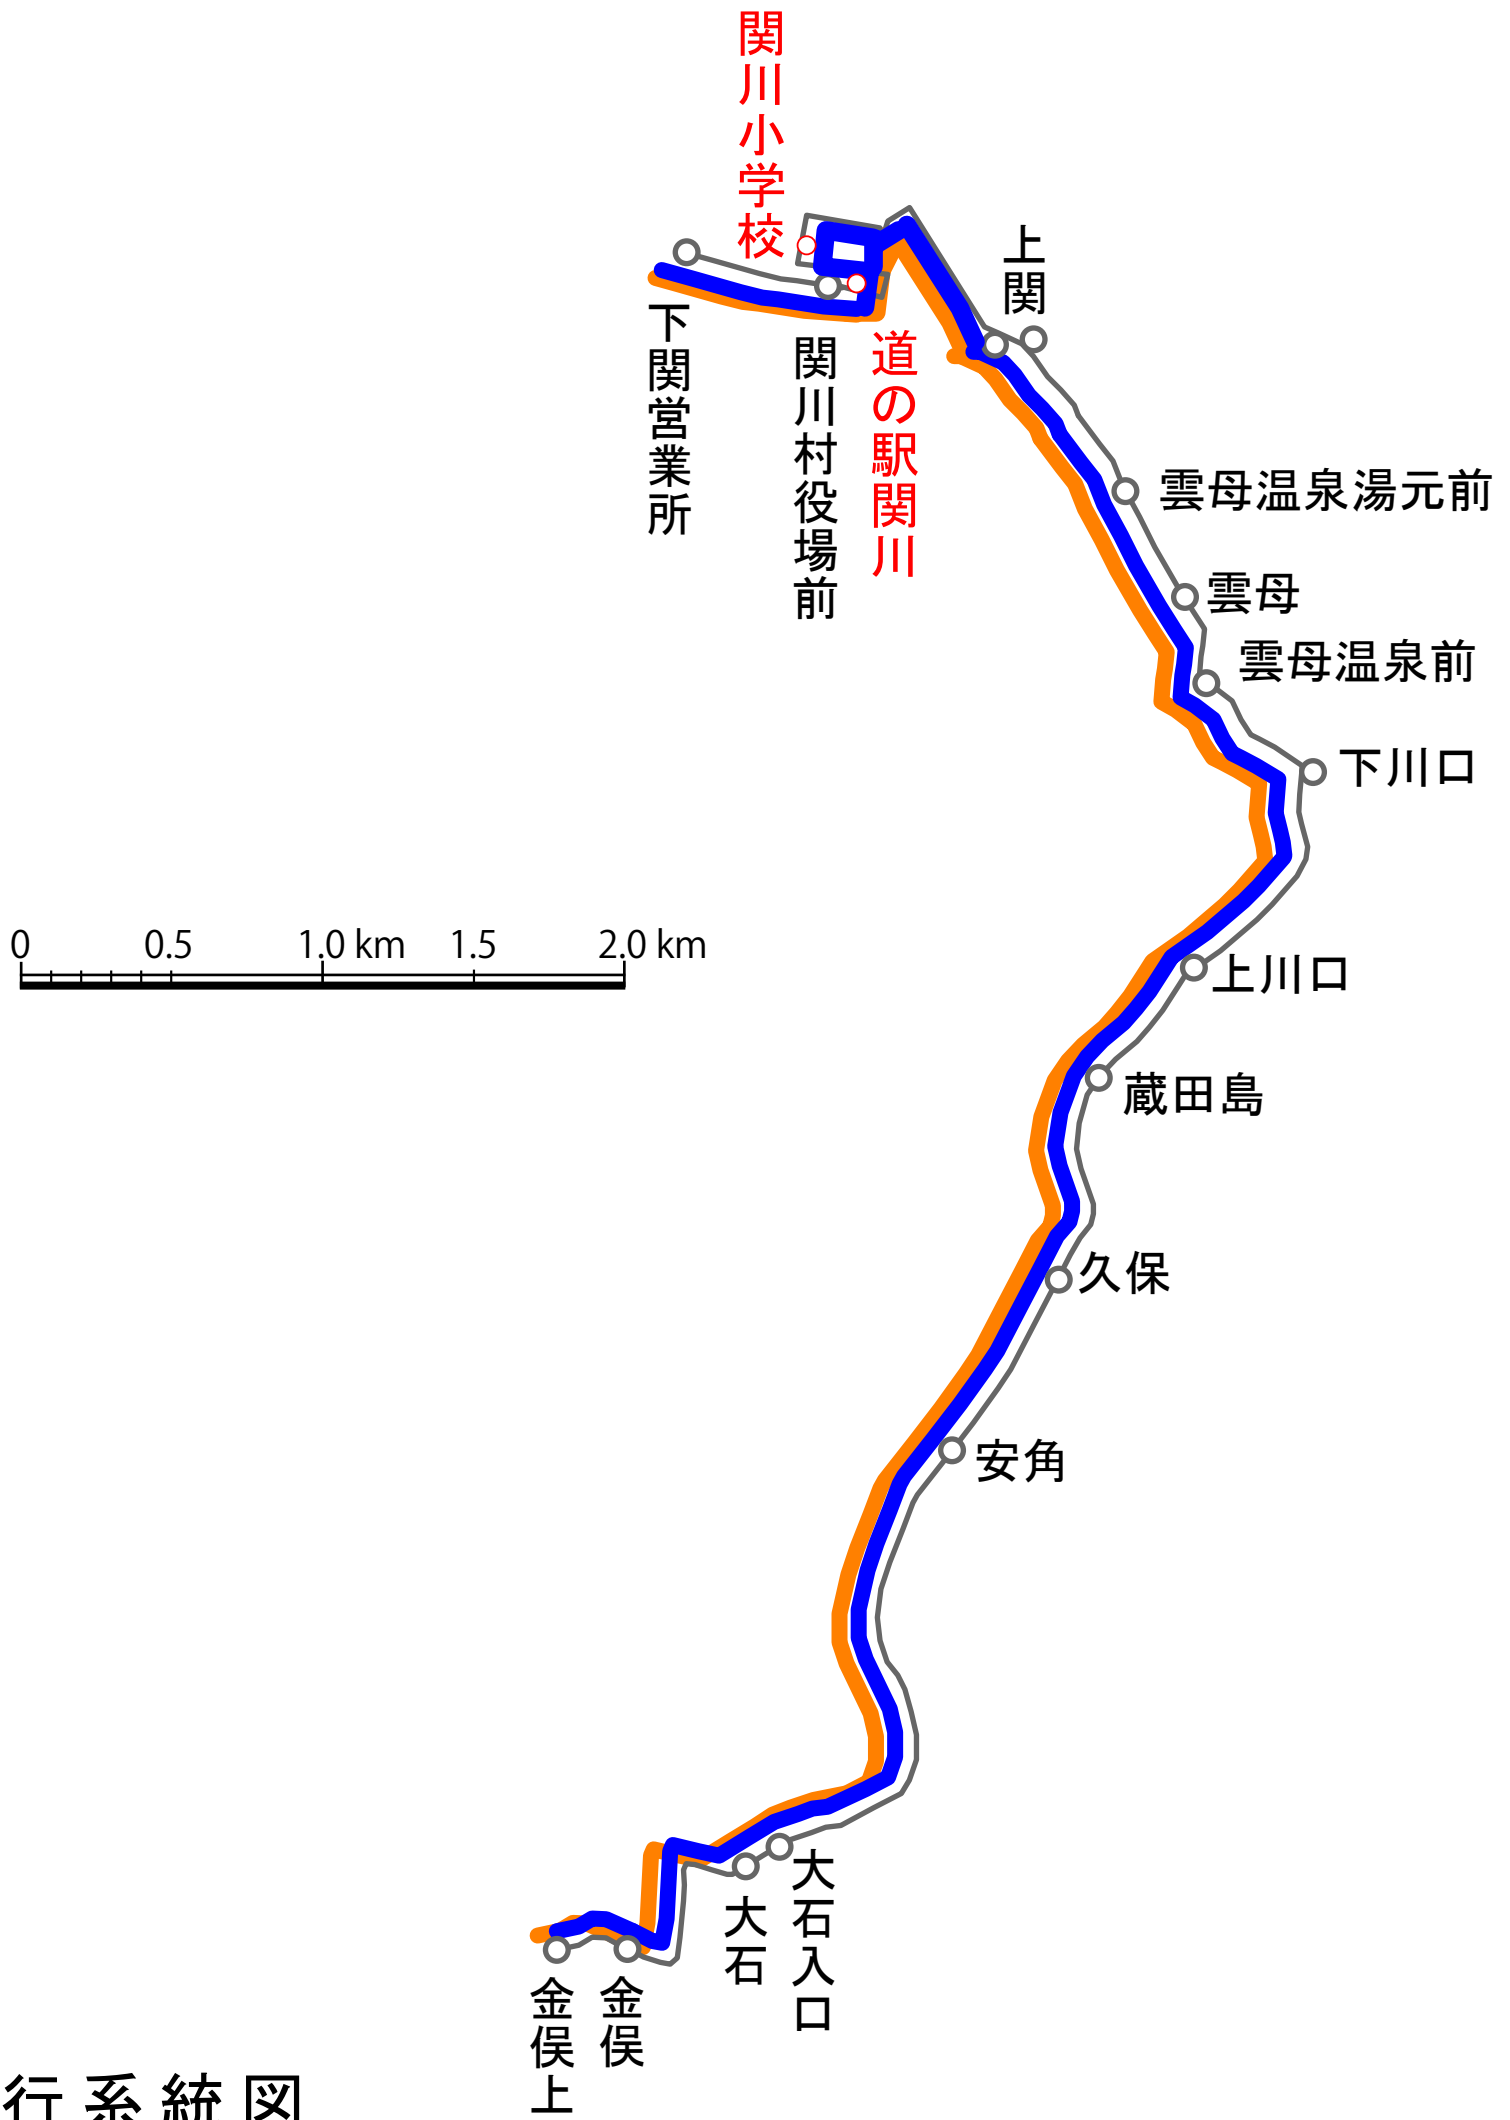 関川小学校
上関
下関営業所
関川村役場前
道の駅関川
雲母温泉湯元前
雲母
雲母温泉前
下川口
0 0.5 1.0 km 1.5 2.0 km
上川口
蔵田島
久保
安角
大石入口
大石
金俣
金俣上
行系統図